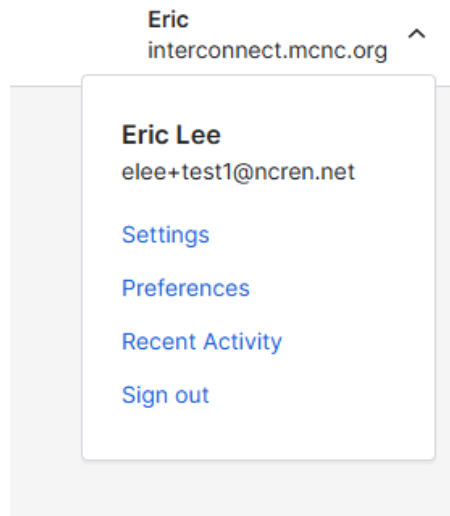 Eric
interconnect.mcnc.org
Eric Lee
elee+test1@ncren.net
Settings
Preferences
Recent Activity
Sign out